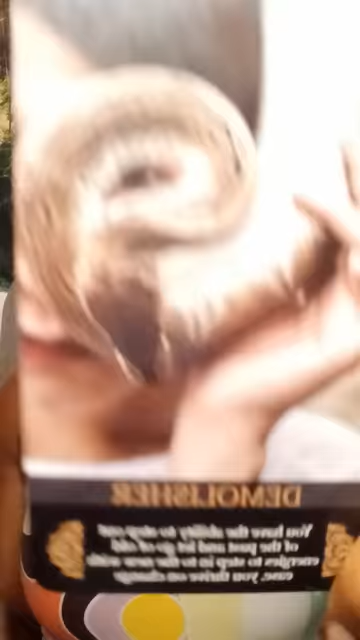 DEMOLISHER
You have the ability to step out
of the past and let go of old
energies to step in to the new with
ease, you thrive on change